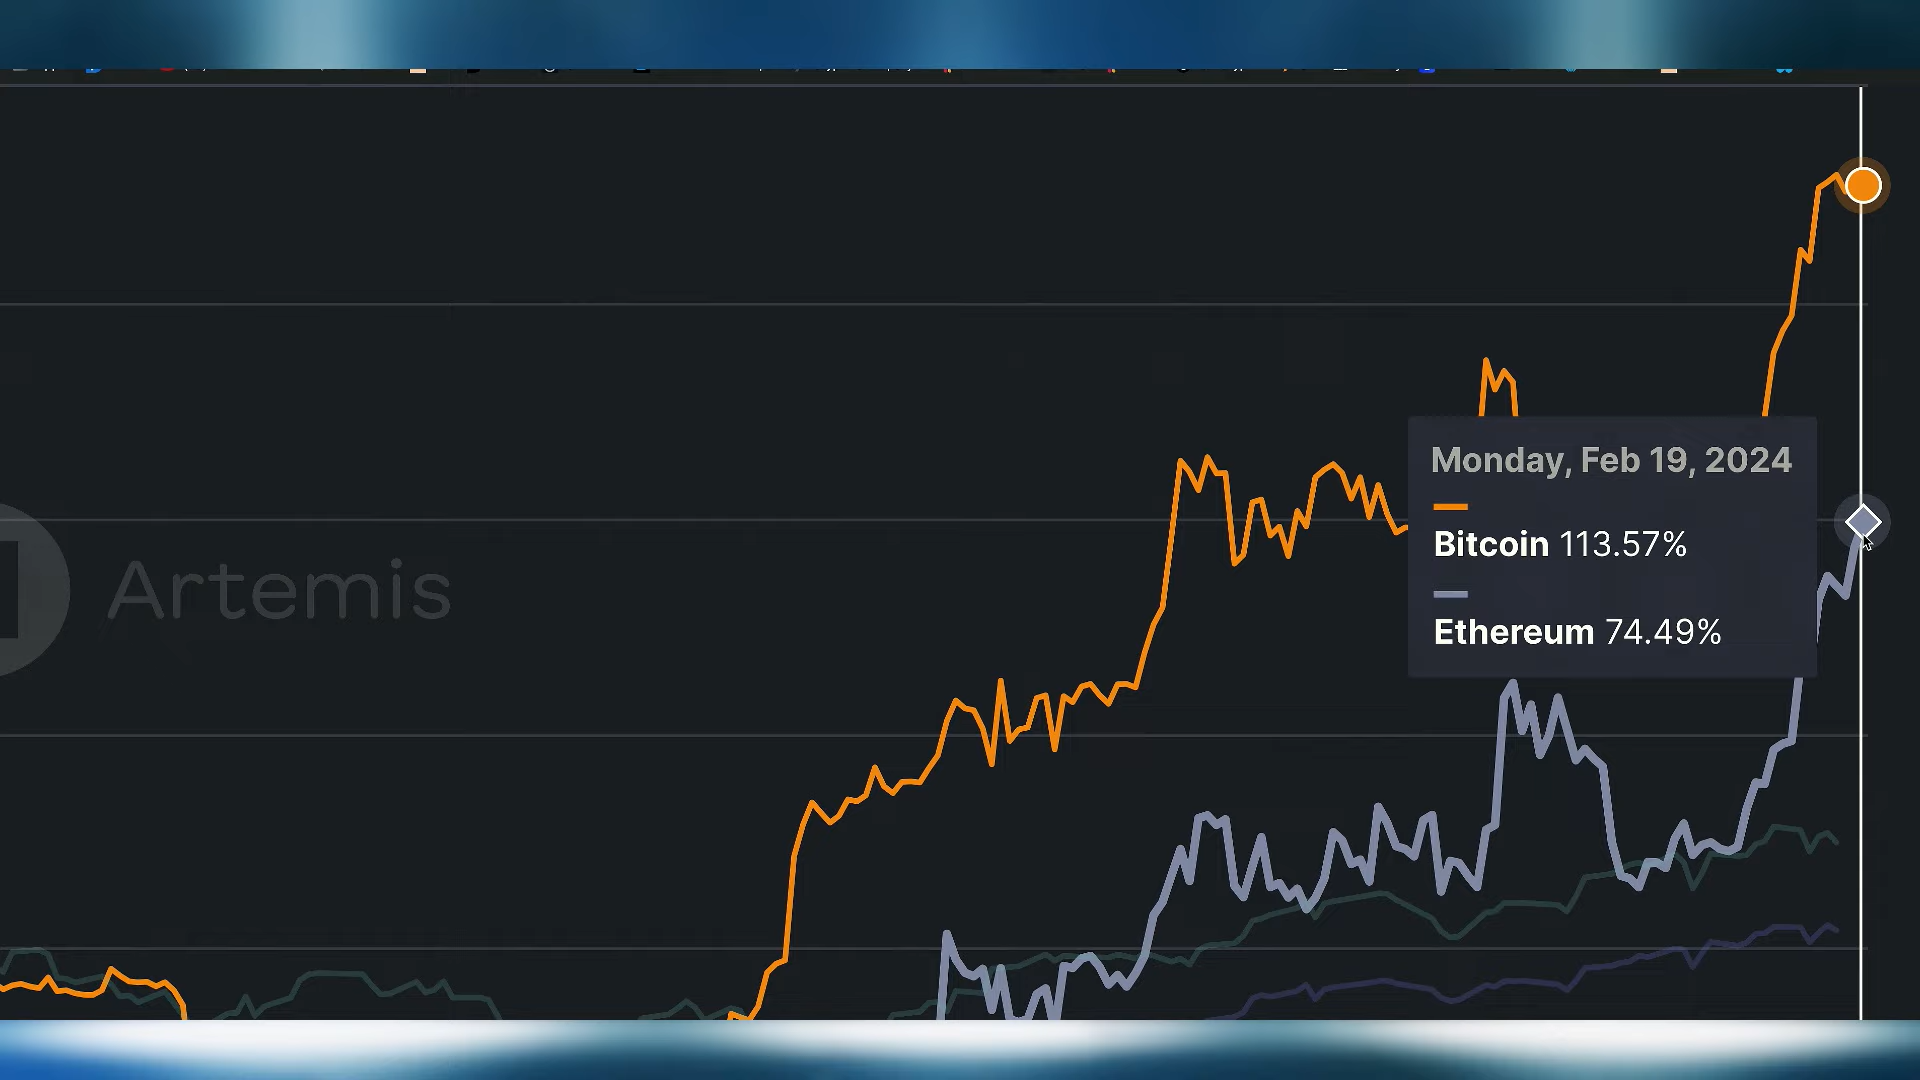 Artemis
Monday, Feb 19, 2024
Bitcoin 113.57%
Ethereum 74.49%